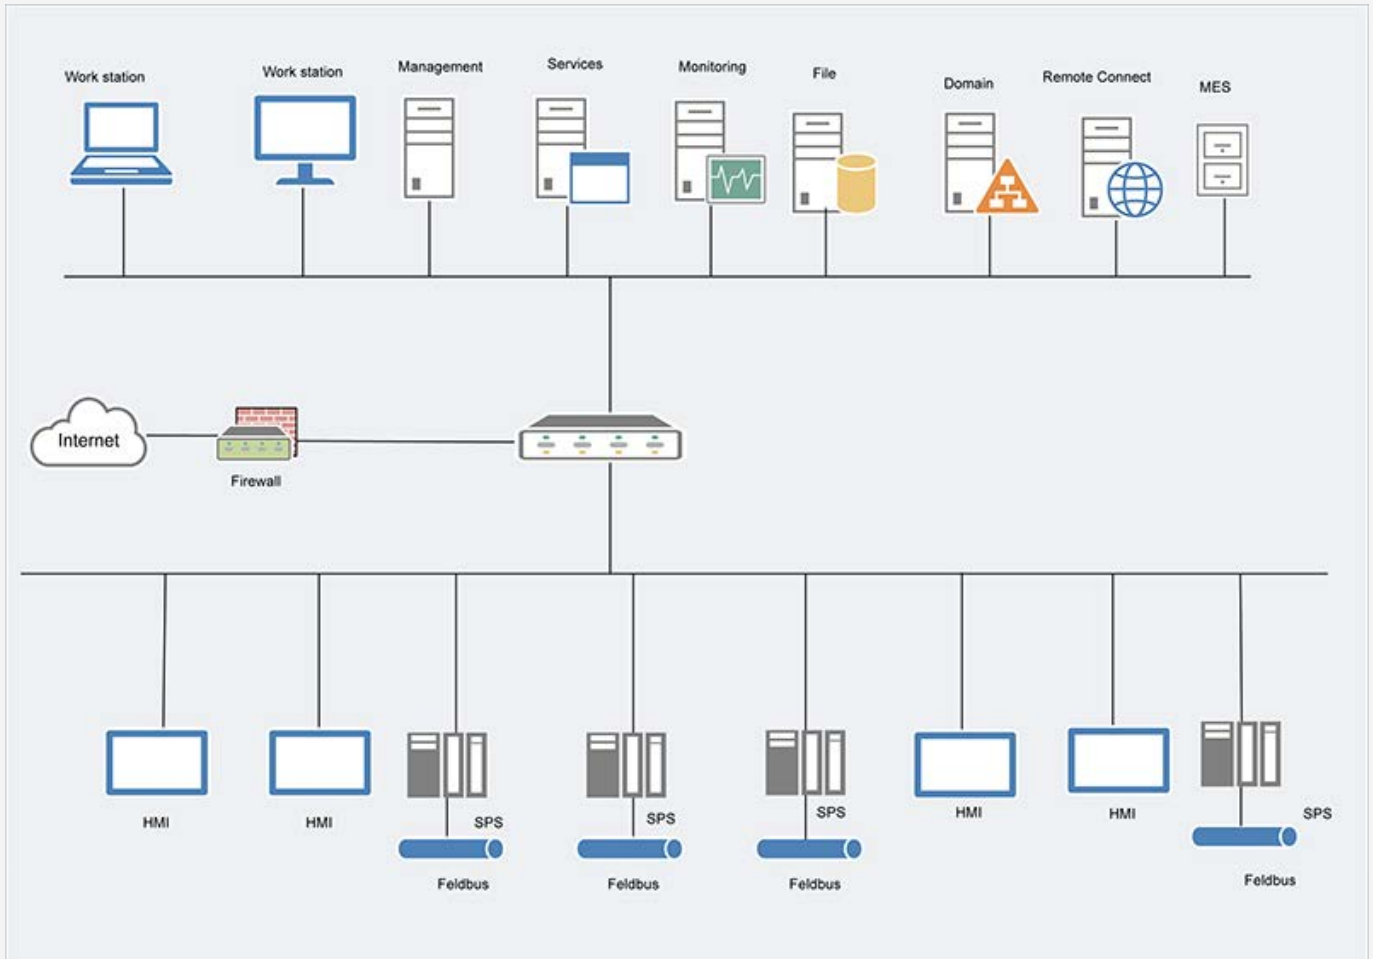 Work station
Work station
Management
Services
Monitoring
File
Domain
Remote Connect
MES
Internet
Firewall
HMI
HMI
SPS
SPS
SPS
HMI
HMI
SPS
Feldbus
Feldbus
Feldbus
Feldbus